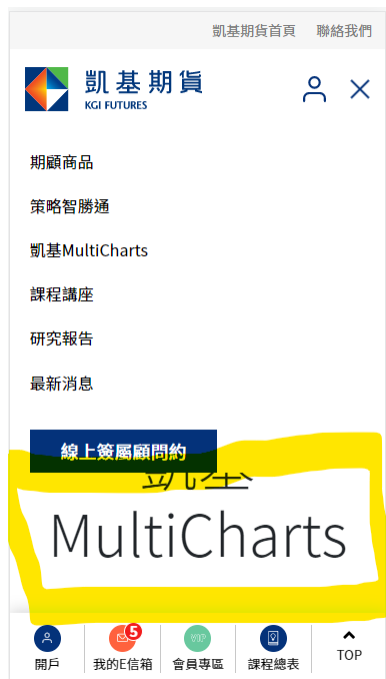 凱基期貨首頁 聯絡我們
凱基期貨
KGI FUTURES
期顧商品
策略智勝通
凱基MultiCharts
課程講座
研究報告
最新消息
線上簽屬顧問約
凱基
MultiCharts
5
VIP
開戶 我的E信箱 會員專區 課程總表 TOP